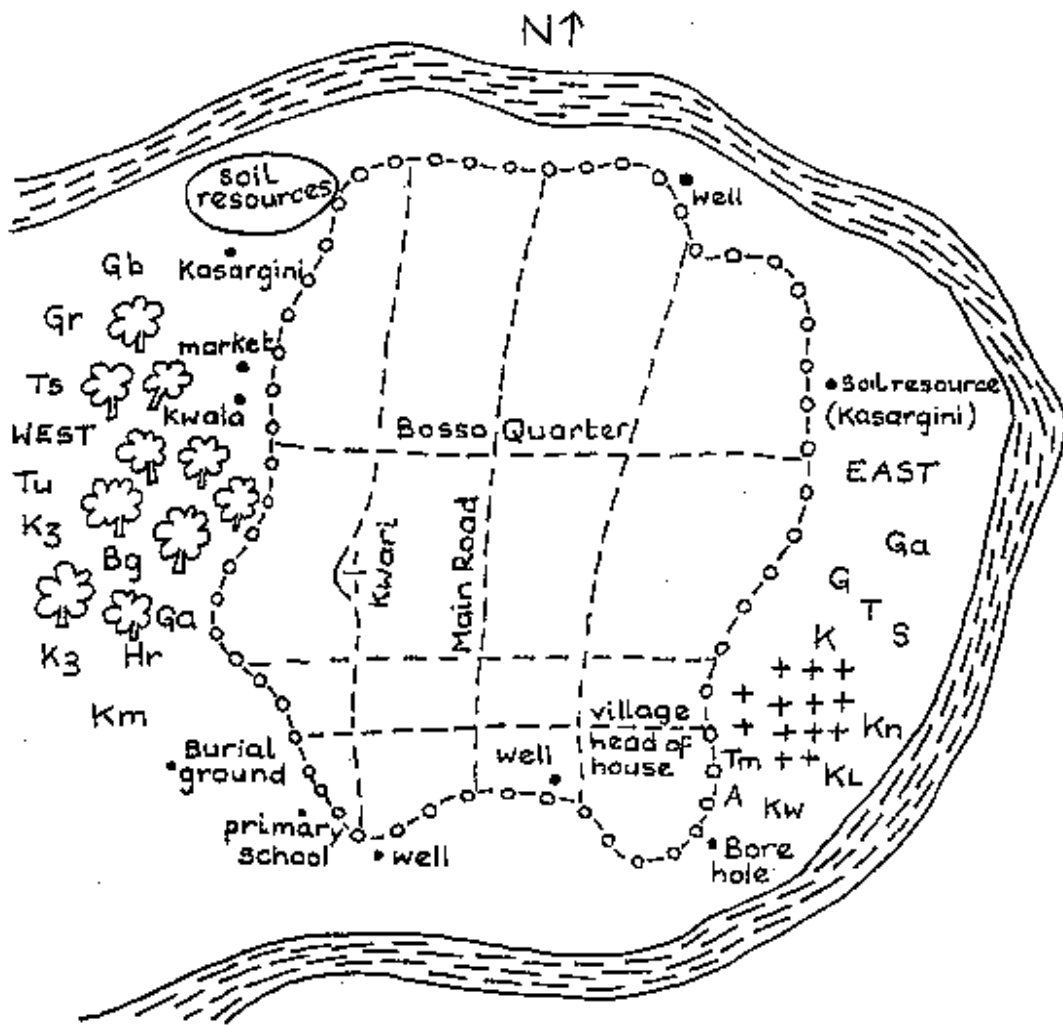 N↑
soil
resources
well
Gb
Kasargini
Gr
market
Ts
Kwala
soil resource
(Kasargini)
WEST
Bosso Quarter
EAST
Tu
K3
Bg
Kwari
Main Road
Ga
G
T
Ga
K
S
K3
Hr
Km
village
head of
house
Kn
Burial
ground
well
Tm
KL
A
Kw
primary
school
well
Bore
hole